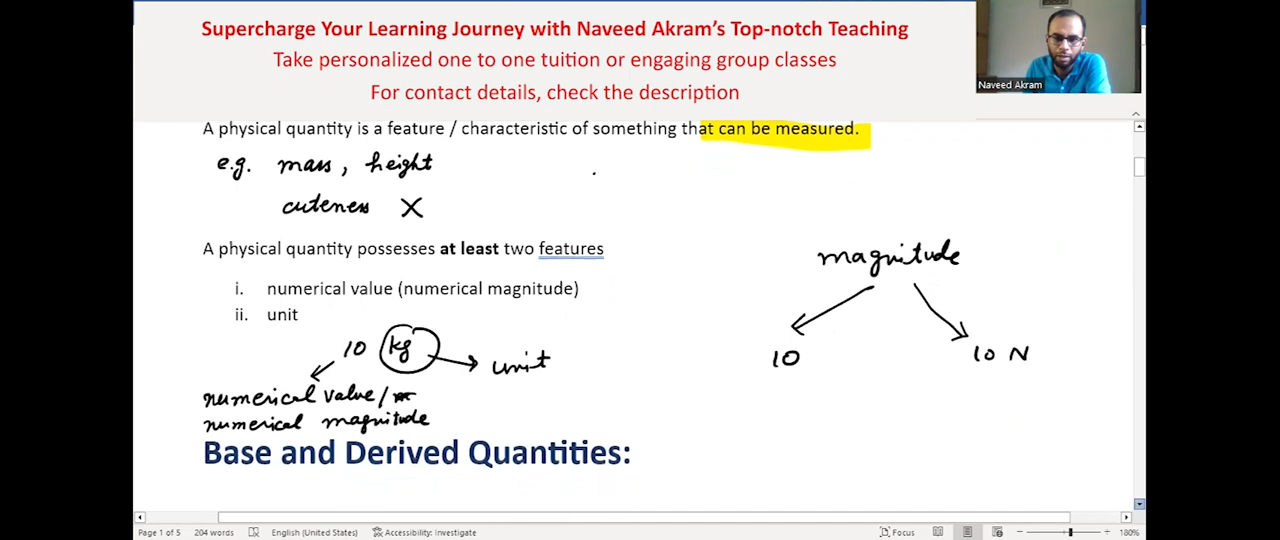 Supercharge Your Learning Journey with Naveed Akram's Top-notch Teaching
Take personalized one to one tuition or engaging group classes
For contact details, check the description
Naveed Akram
A physical quantity is a feature / characteristic of something that can be measured.
e.g. mass, height
cuteness X
A physical quantity possesses at least two features
i. numerical value (numerical magnitude)
ii. unit
10 kg
unit
numerical value/
numerical magnitude
magnitude
10
10 N
Base and Derived Quantities:
Page 1 of 5 204 words English (United States) Accessibility: Investigate Focus 180%